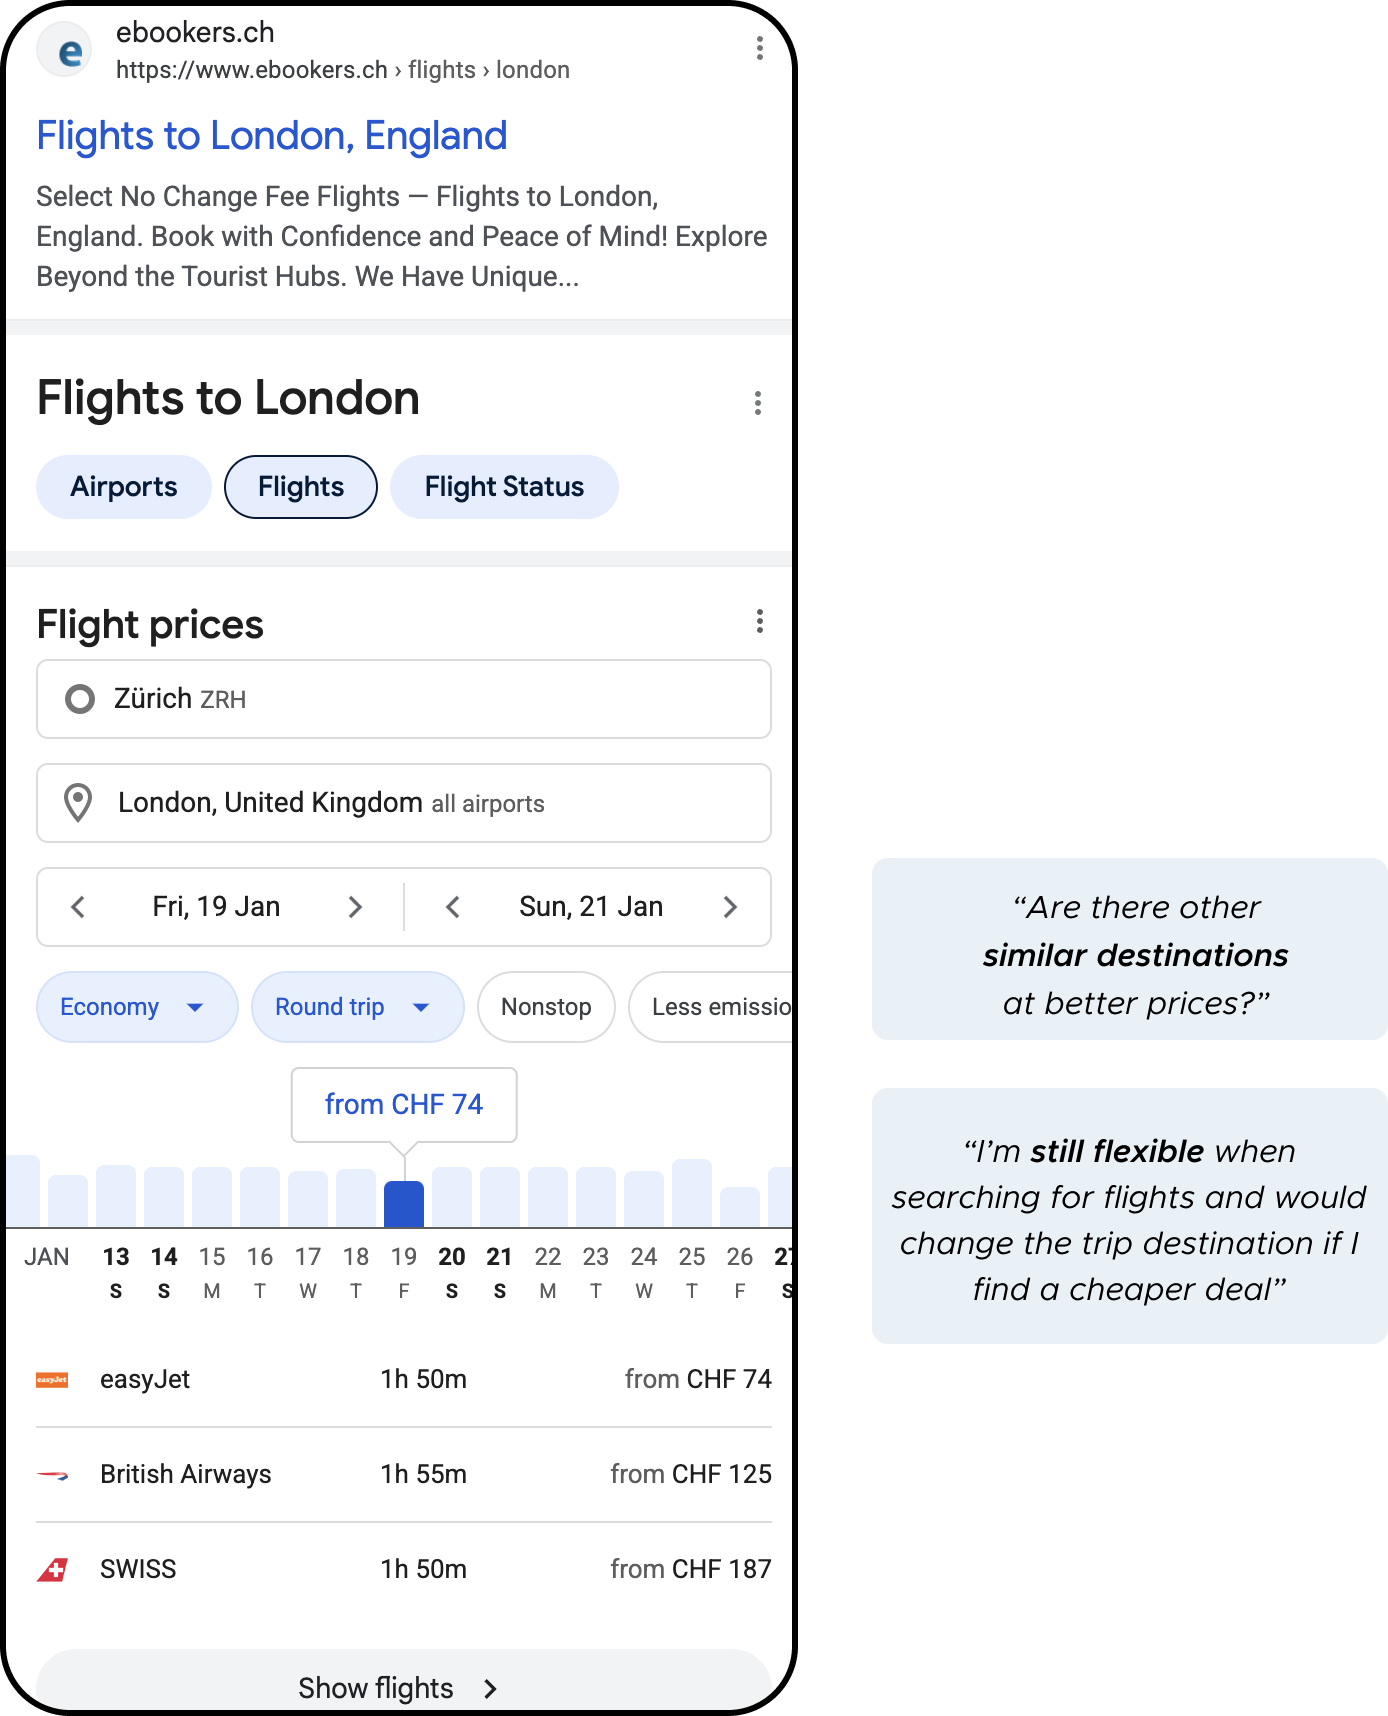 ebookers.ch
https://www.ebookers.ch › flights › london
Flights to London, England
Select No Change Fee Flights — Flights to London,
England. Book with Confidence and Peace of Mind! Explore
Beyond the Tourist Hubs. We Have Unique...
Flights to London
Airports Flights Flight Status
Flight prices
Zürich ZRH
London, United Kingdom all airports
Fri, 19 Jan Sun, 21 Jan
Economy Round trip Nonstop Less emissio
from CHF 74
JAN 13 14 15 16 17 18 19 20 21 22 23 24 25 26 27
S S M T W T F S S M T W T F S
easyJet easyJet 1h 50m from CHF 74
British Airways 1h 55m from CHF 125
SWISS 1h 50m from CHF 187
Show flights
“Are there other
similar destinations
at better prices?”
“I’m still flexible when
searching for flights and would
change the trip destination if I
find a cheaper deal”